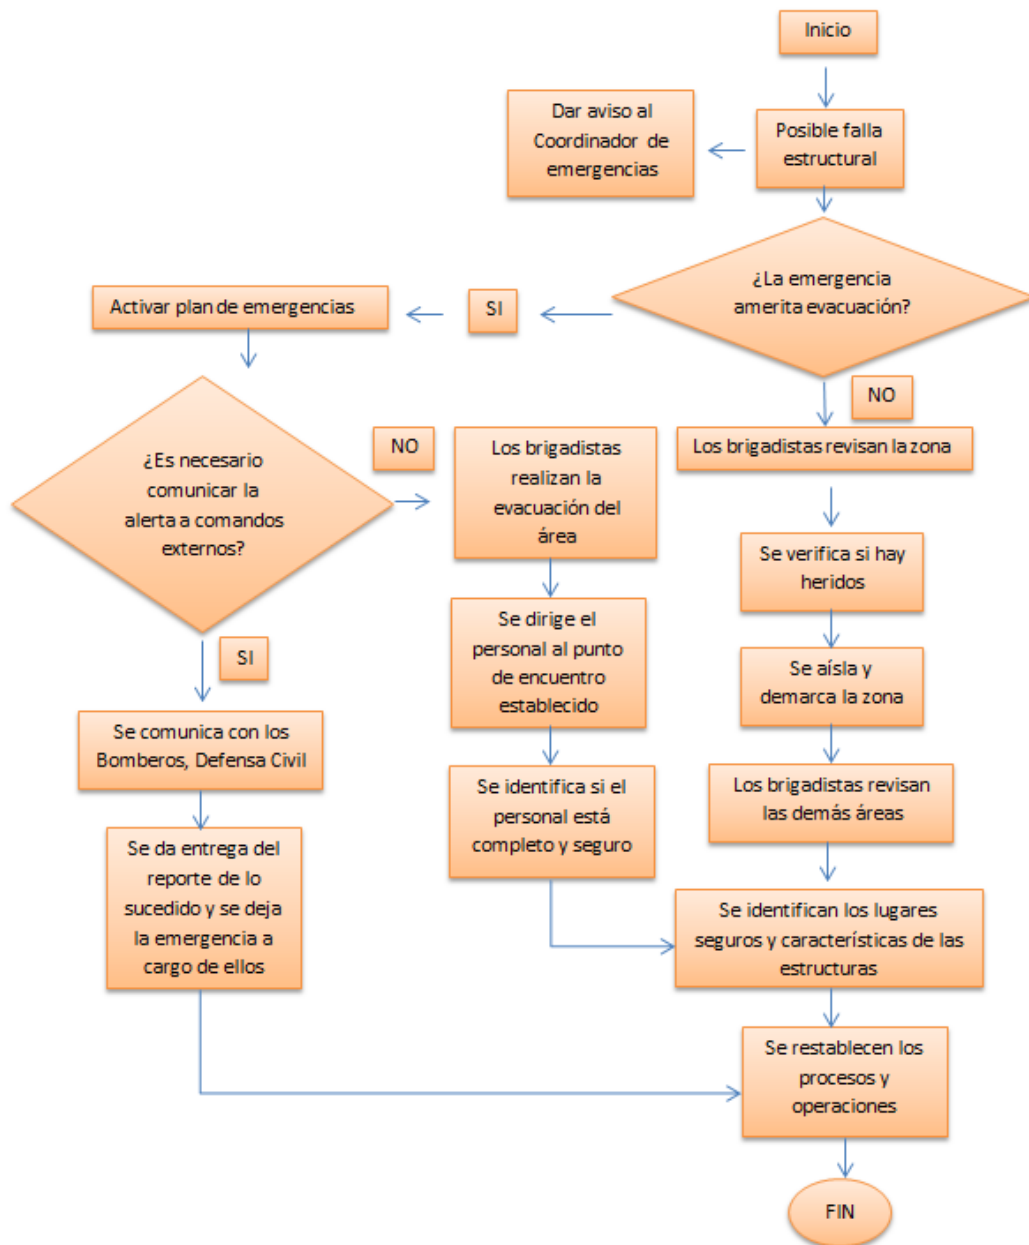 Inicio
Dar aviso al
Coordinador de
emergencias
Posible falla
estructural
¿La emergencia
amerita evacuación?
SI
Activar plan de emergencias
NO
¿Es necesario
comunicar la
alerta a comandos
externos?
NO
Los brigadistas
realizan la
evacuación del
área
Los brigadistas revisan la zona
Se verifica si hay
heridos
Se dirige el
personal al punto
de encuentro
establecido
SI
Se aísla y
demarca la zona
Se comunica con los
Bomberos, Defensa Civil
Se identifica si el
personal está
completo y seguro
Los brigadistas revisan
las demás áreas
Se da entrega del
reporte de lo
sucedido y se deja
la emergencia a
cargo de ellos
Se identifican los lugares
seguros y características de las
estructuras
Se restablecen los
procesos y
operaciones
FIN